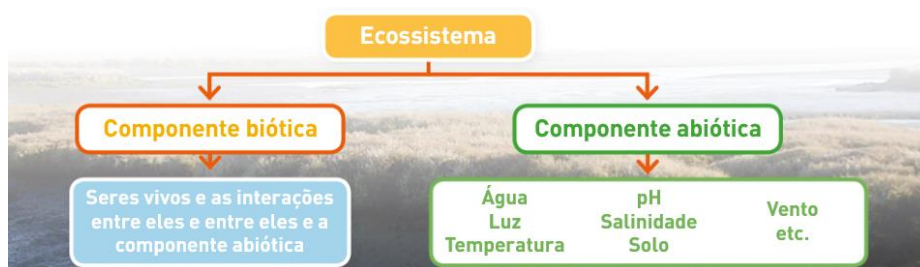 Ecossistema
Componente biótica
Componente abiótica
Seres vivos e as interações
entre eles e entre eles e a
componente abiótica
Água
Luz
Temperatura
pH
Salinidade
Solo
Vento
etc.